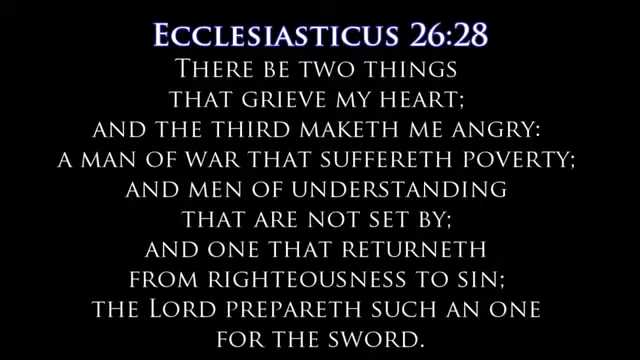 Ecclesiasticus 26:28
There be two things
that grieve my heart;
and the third maketh me angry:
a man of war that suffereth poverty;
and men of understanding
that are not set by;
and one that returneth
from righteousness to sin;
the Lord prepareth such an one
for the sword.